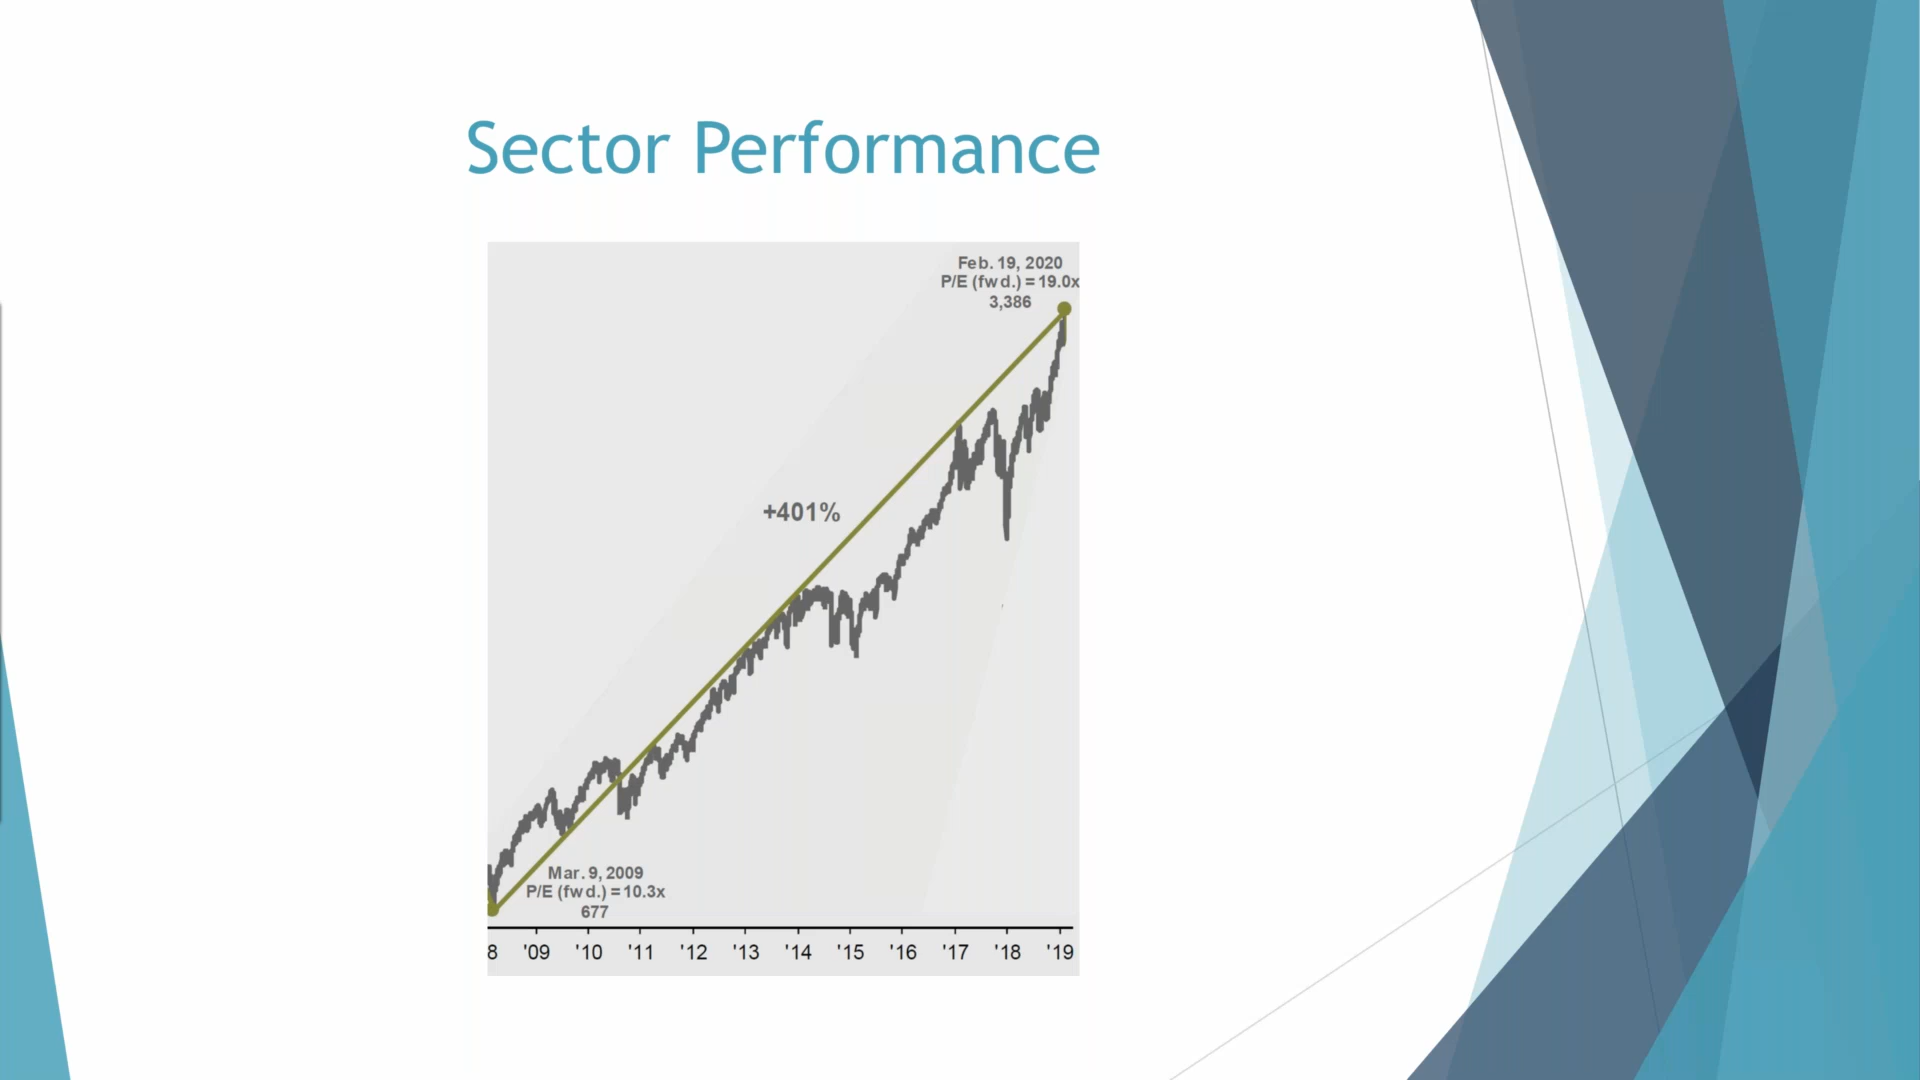 Sector Performance
Feb. 19, 2020
P/E (fwd.) = 19.0x
3,386
+401%
Mar. 9, 2009
P/E (fwd.) = 10.3x
677
8 '09 '10 '11 '12 '13 '14 '15 '16 '17 '18 '19